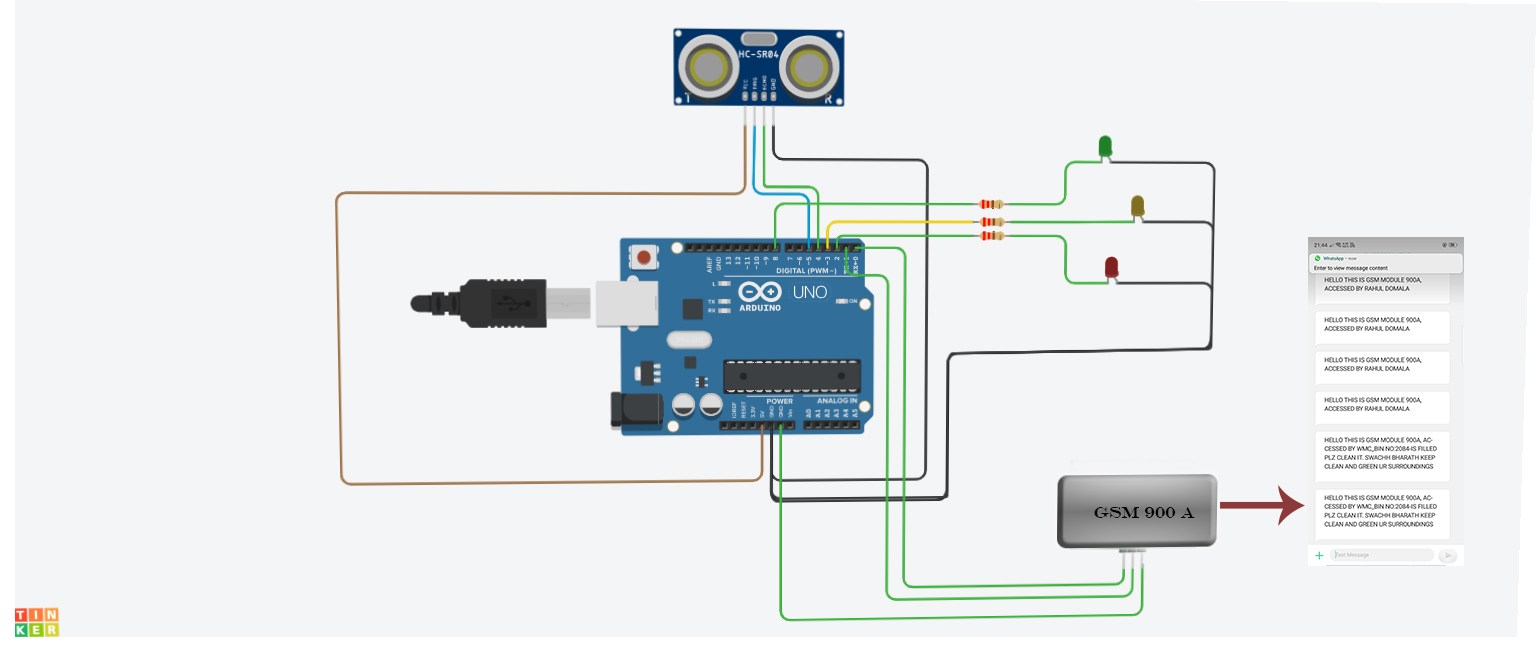 HC-SR04
VCC
TRIG
ECHO
GND
T
R
AREF
GND
13
12
~11
~10
~9
8
7
~6
~5
4
~3
2
TX→1
RX←0
DIGITAL (PWM~)
L
TX
RX
UNO
ARDUINO
ON
POWER
ANALOG IN
IOREF
RESET
3.3V
5V
GND
GND
Vin
A0
A1
A2
A3
A4
A5
GSM 900 A
21:44
WhatsApp • now
Enter to view message content
HELLO THIS IS GSM MODULE 900A,
ACCESSED BY RAHUL DOMALA
HELLO THIS IS GSM MODULE 900A,
ACCESSED BY RAHUL DOMALA
HELLO THIS IS GSM MODULE 900A,
ACCESSED BY RAHUL DOMALA
HELLO THIS IS GSM MODULE 900A,
ACCESSED BY RAHUL DOMALA
HELLO THIS IS GSM MODULE 900A, AC-
CESSED BY WMC_BIN NO:2084-IS FILLED
PLZ CLEAN IT. SWACHH BHARATH KEEP
CLEAN AND GREEN UR SURROUNDINGS
HELLO THIS IS GSM MODULE 900A, AC-
CESSED BY WMC_BIN NO:2084-IS FILLED
PLZ CLEAN IT. SWACHH BHARATH KEEP
CLEAN AND GREEN UR SURROUNDINGS
Text Message
TIN
KER